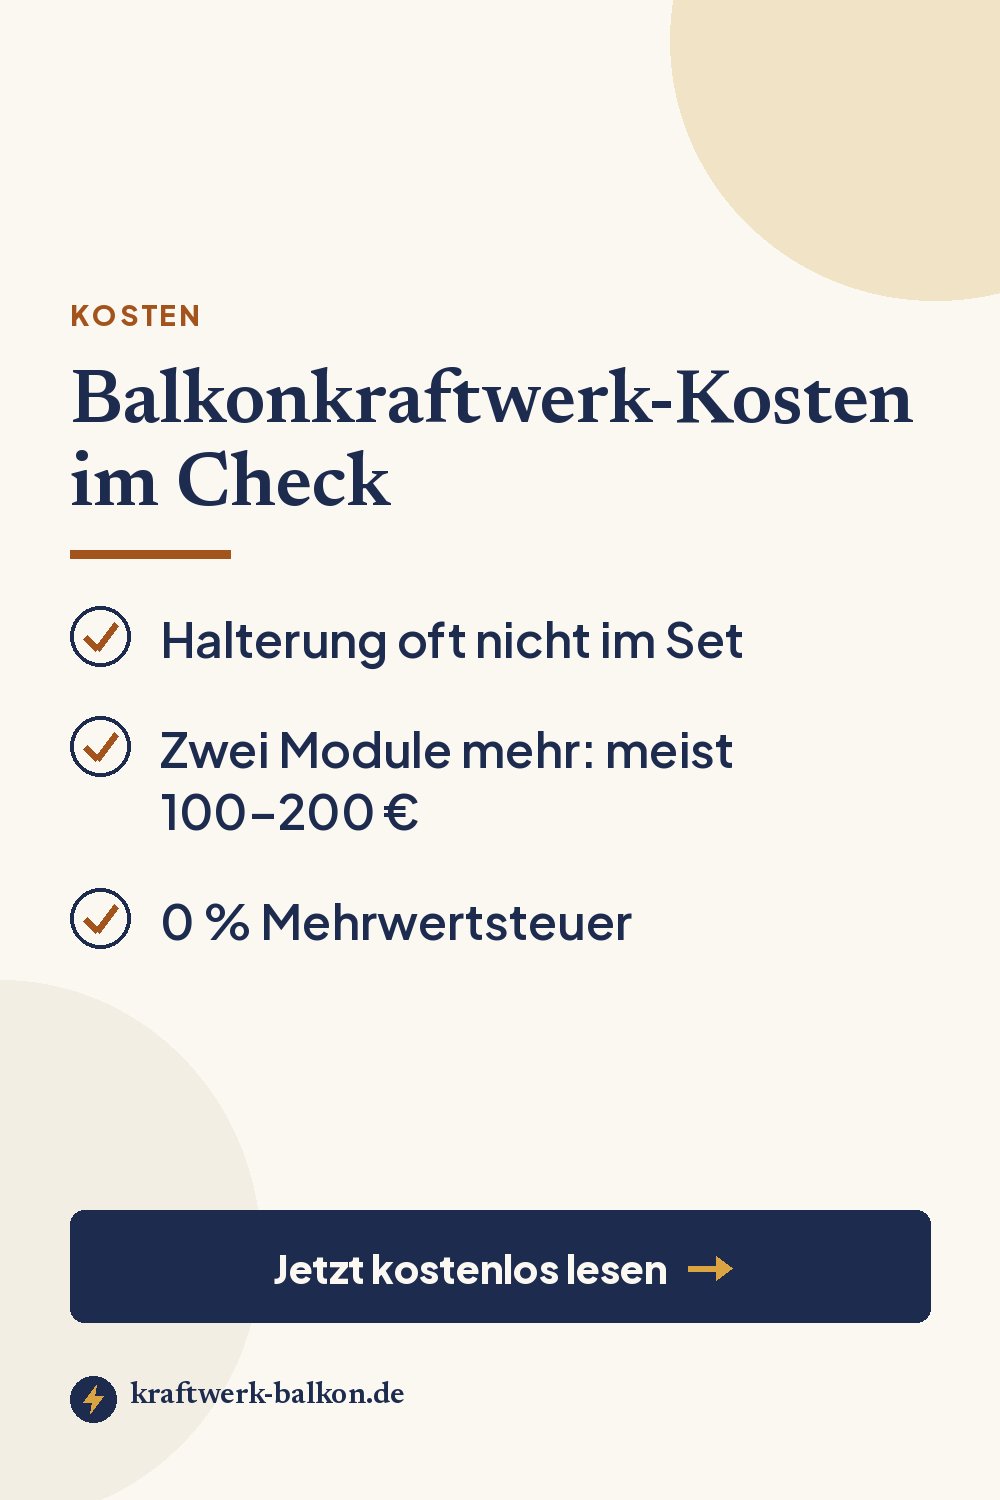 KOSTEN
Balkonkraftwerk-Kosten
im Check
Halterung oft nicht im Set
Zwei Module mehr: meist
100–200 €
0 % Mehrwertsteuer
Jetzt kostenlos lesen
kraftwerk-balkon.de